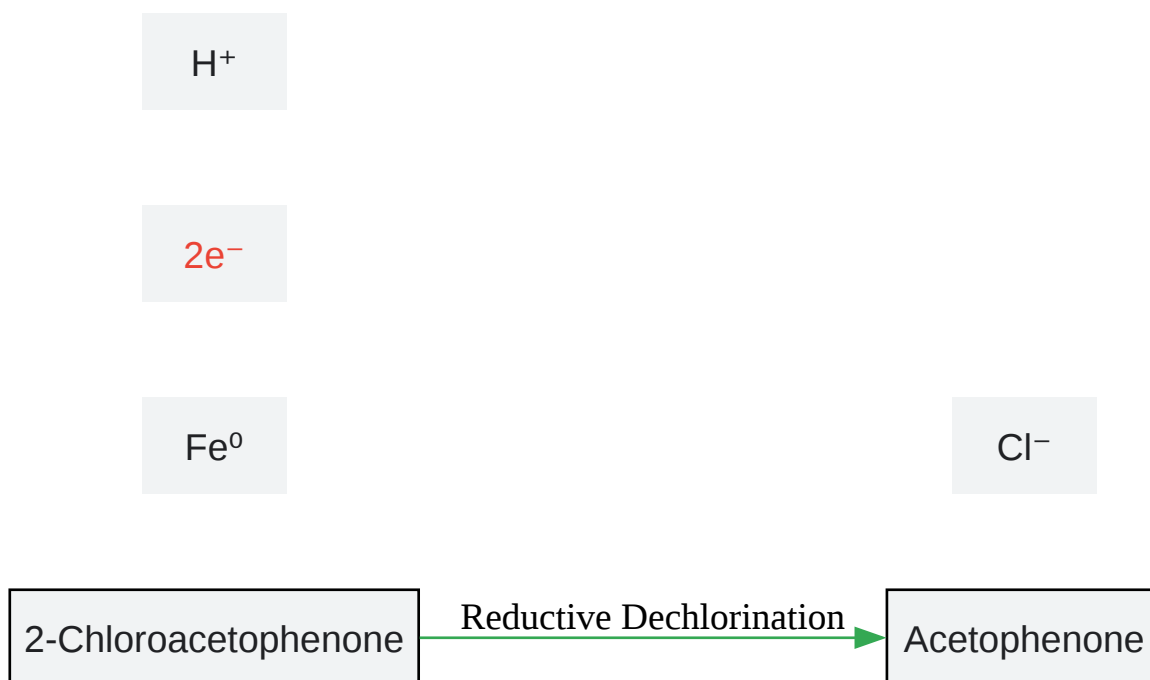 H⁺
2e⁻
Fe⁰
Cl⁻
2-Chloroacetophenone
Reductive Dechlorination
Acetophenone